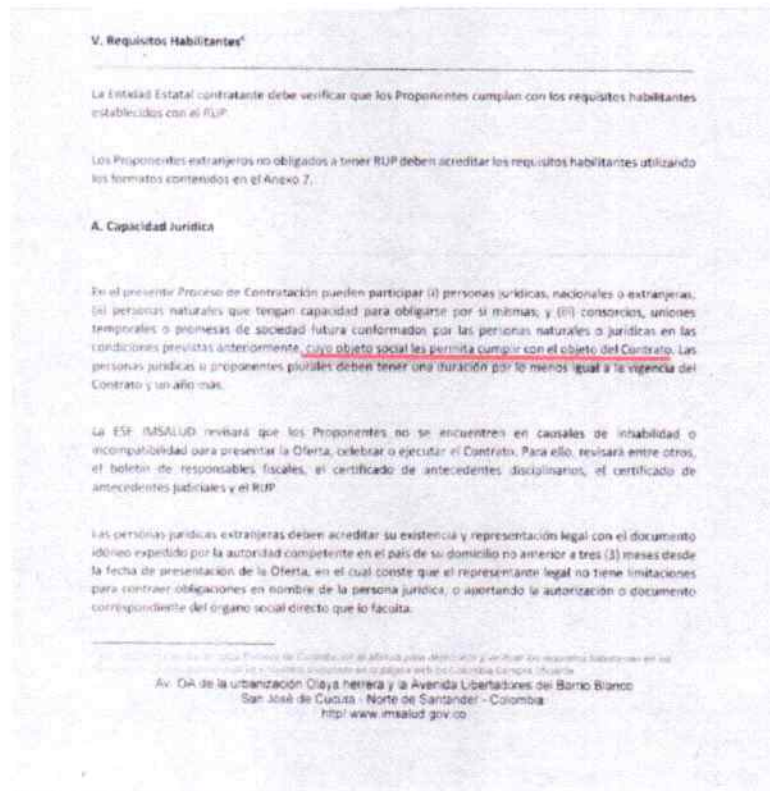 V. Requisitos Habilitantes⁶
La Entidad Estatal contratante debe verificar que los Proponentes cumplan con los requisitos habilitantes
establecidos con el RUP.
Los Proponentes extranjeros no obligados a tener RUP deben acreditar los requisitos habilitantes utilizando
los formatos contenidos en el Anexo 7.
A. Capacidad Jurídica
En el presente Proceso de Contratación pueden participar (i) personas jurídicas, nacionales o extranjeras;
(ii) personas naturales que tengan capacidad para obligarse por si mismas; y (iii) consorcios, uniones
temporales o promesas de sociedad futura conformados por las personas naturales o jurídicas en las
condiciones previstas anteriormente, cuyo objeto social les permita cumplir con el objeto del Contrato. Las
personas jurídicas o proponentes plurales deben tener una duración por lo menos igual a la vigencia del
Contrato y un año más.
La ESE IMSALUD revisará que los Proponentes no se encuentren en causales de inhabilidad o
incompatibilidad para presentar la Oferta, celebrar o ejecutar el Contrato. Para ello, revisará entre otros,
el boletín de responsables fiscales, el certificado de antecedentes disciplinarios, el certificado de
antecedentes judiciales y el RUP
Las personas jurídicas extranjeras deben acreditar su existencia y representación legal con el documento
idóneo expedido por la autoridad competente en el país de su domicilio no anterior a tres (3) meses desde
la fecha de presentación de la Oferta, en el cual conste que el representante legal no tiene limitaciones
para contraer obligaciones en nombre de la persona jurídica, o aportando la autorización o documento
correspondiente del órgano social directo que lo faculta.
Av. OA de la urbanización Olaya herrera y la Avenida Libertadores del Barrio Blanco
San José de Cucuta - Norte de Santander - Colombia
http/ www.imsalud.gov.co